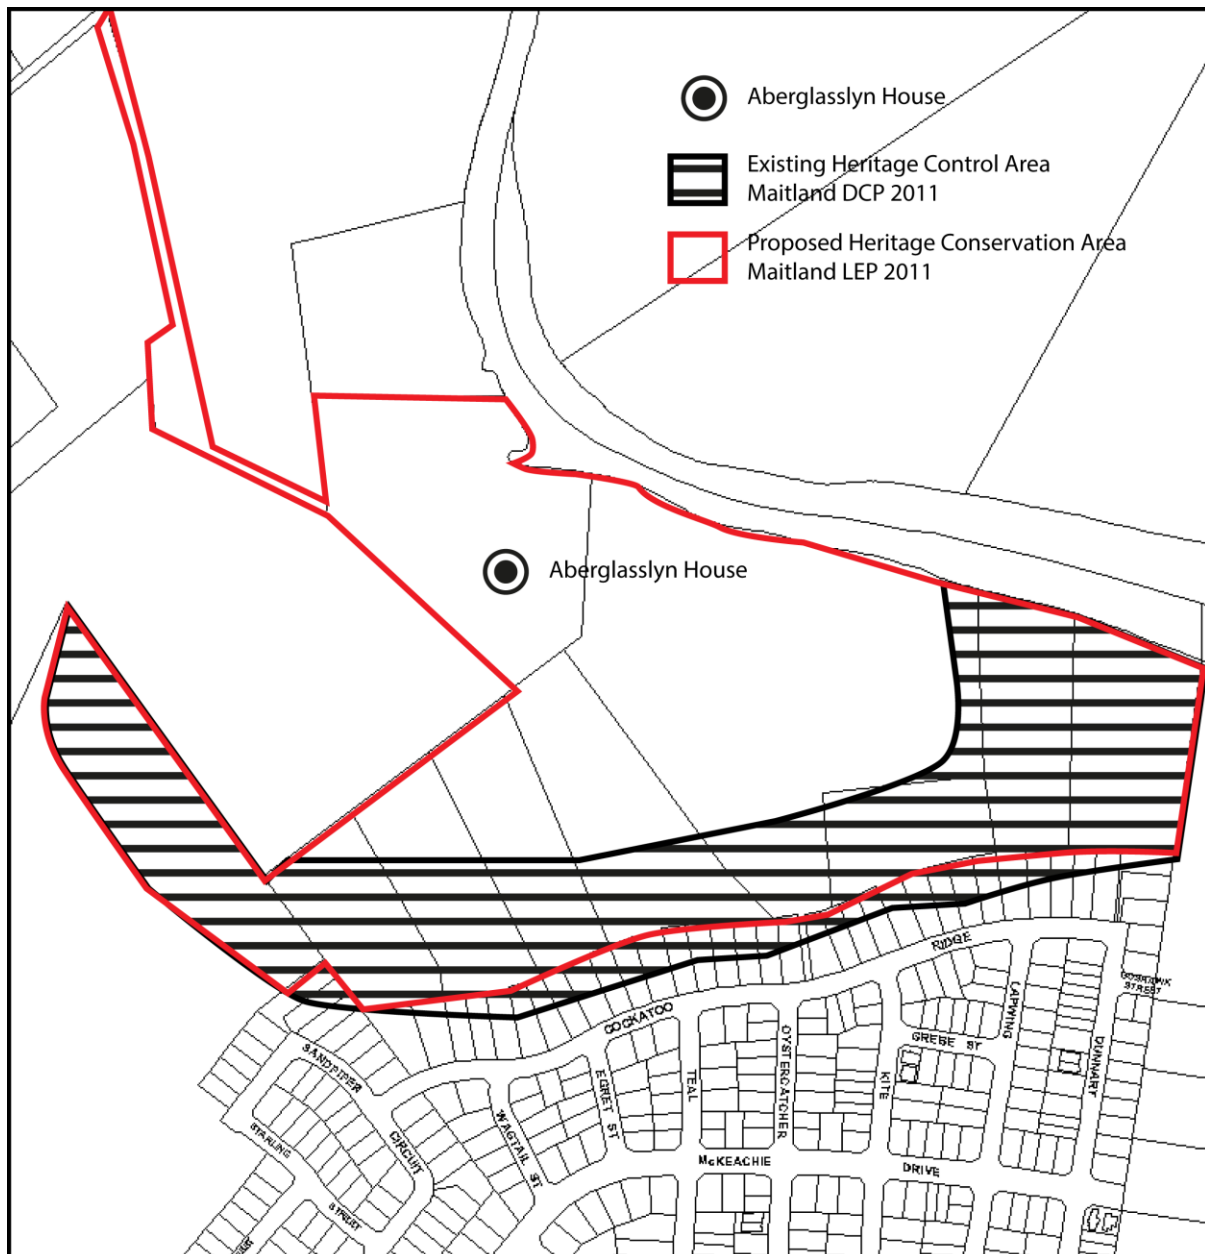 Aberglasslyn House
Existing Heritage Control Area
Maitland DCP 2011
Proposed Heritage Conservation Area
Maitland LEP 2011
Aberglasslyn House
RIDGE
COCKATOO
LAPWING
STREET
GREBE ST
DUNNART
OYSTERCATCHER
KITE
TEAL
EGRET ST
SANDPIPER
CIRCUIT
WAGTAIL ST
STARLING
STREET
McKEACHIE
DRIVE